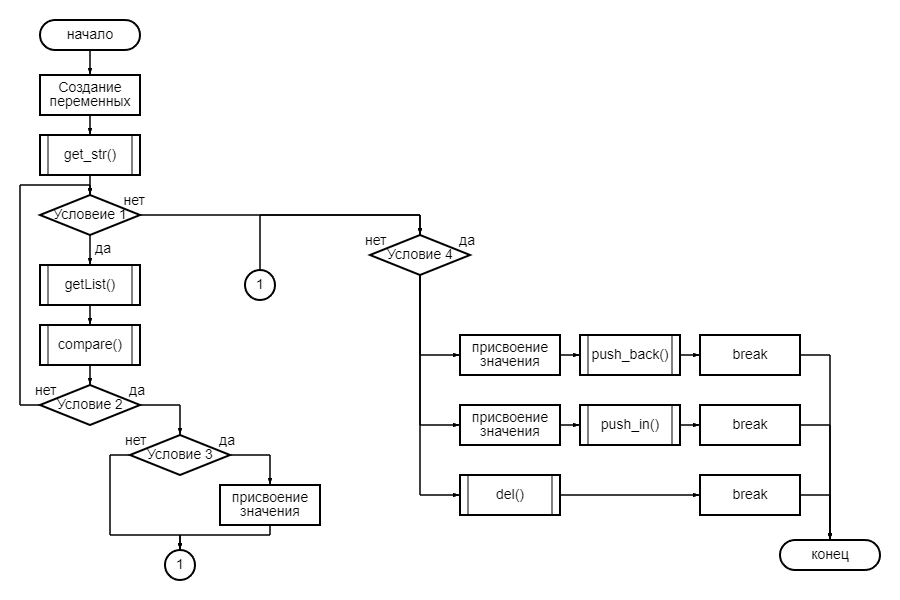 начало
Создание
переменных
get_str()
Условеие 1
нет
да
getList()
compare()
нет
да
Условие 2
нет
да
Условие 3
присвоение
значения
1
1
нет
да
Условие 4
присвоение
значения
push_back()
break
присвоение
значения
push_in()
break
del()
break
конец